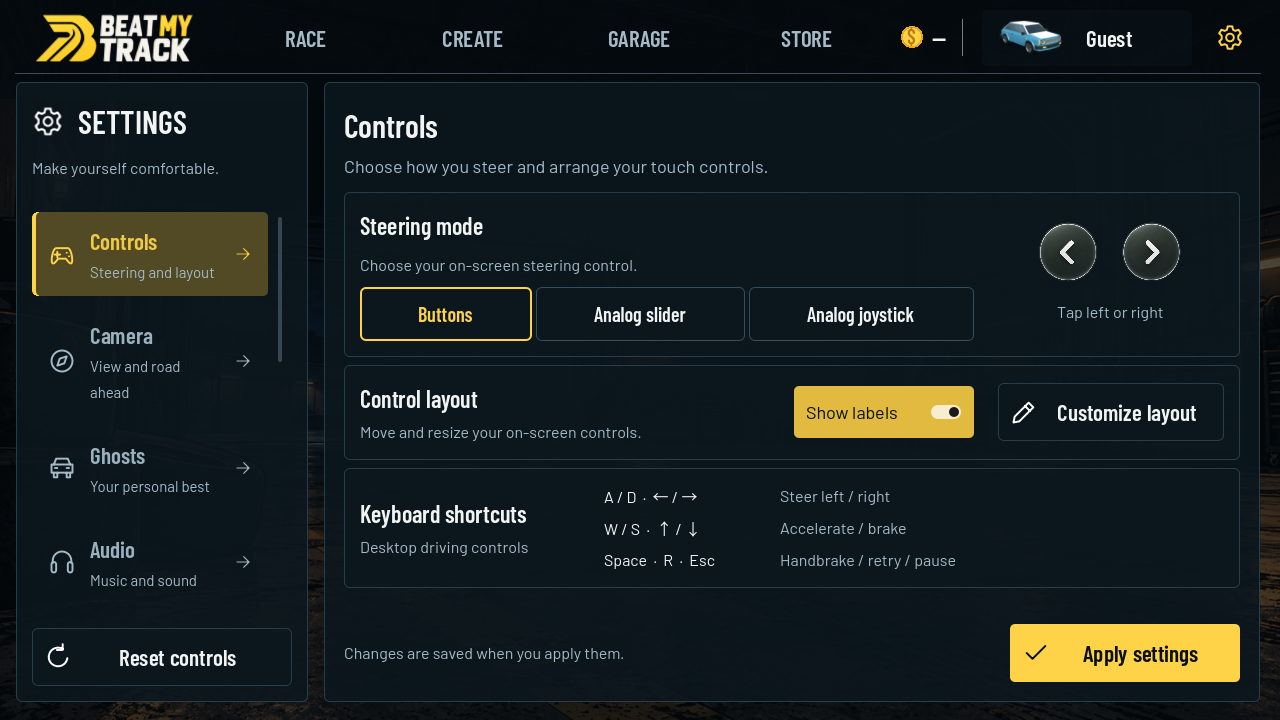 BEATMY
TRACK
RACE
CREATE
GARAGE
STORE
–
Guest
SETTINGS
Make yourself comfortable.
Controls
Steering and layout
Camera
View and road
ahead
Ghosts
Your personal best
Audio
Music and sound
Reset controls
Controls
Choose how you steer and arrange your touch controls.
Steering mode
Choose your on-screen steering control.
Buttons
Analog slider
Analog joystick
Tap left or right
Control layout
Move and resize your on-screen controls.
Show labels
Customize layout
Keyboard shortcuts
Desktop driving controls
A / D · ← / → Steer left / right
W / S · ↑ / ↓ Accelerate / brake
Space · R · Esc Handbrake / retry / pause
Changes are saved when you apply them.
Apply settings